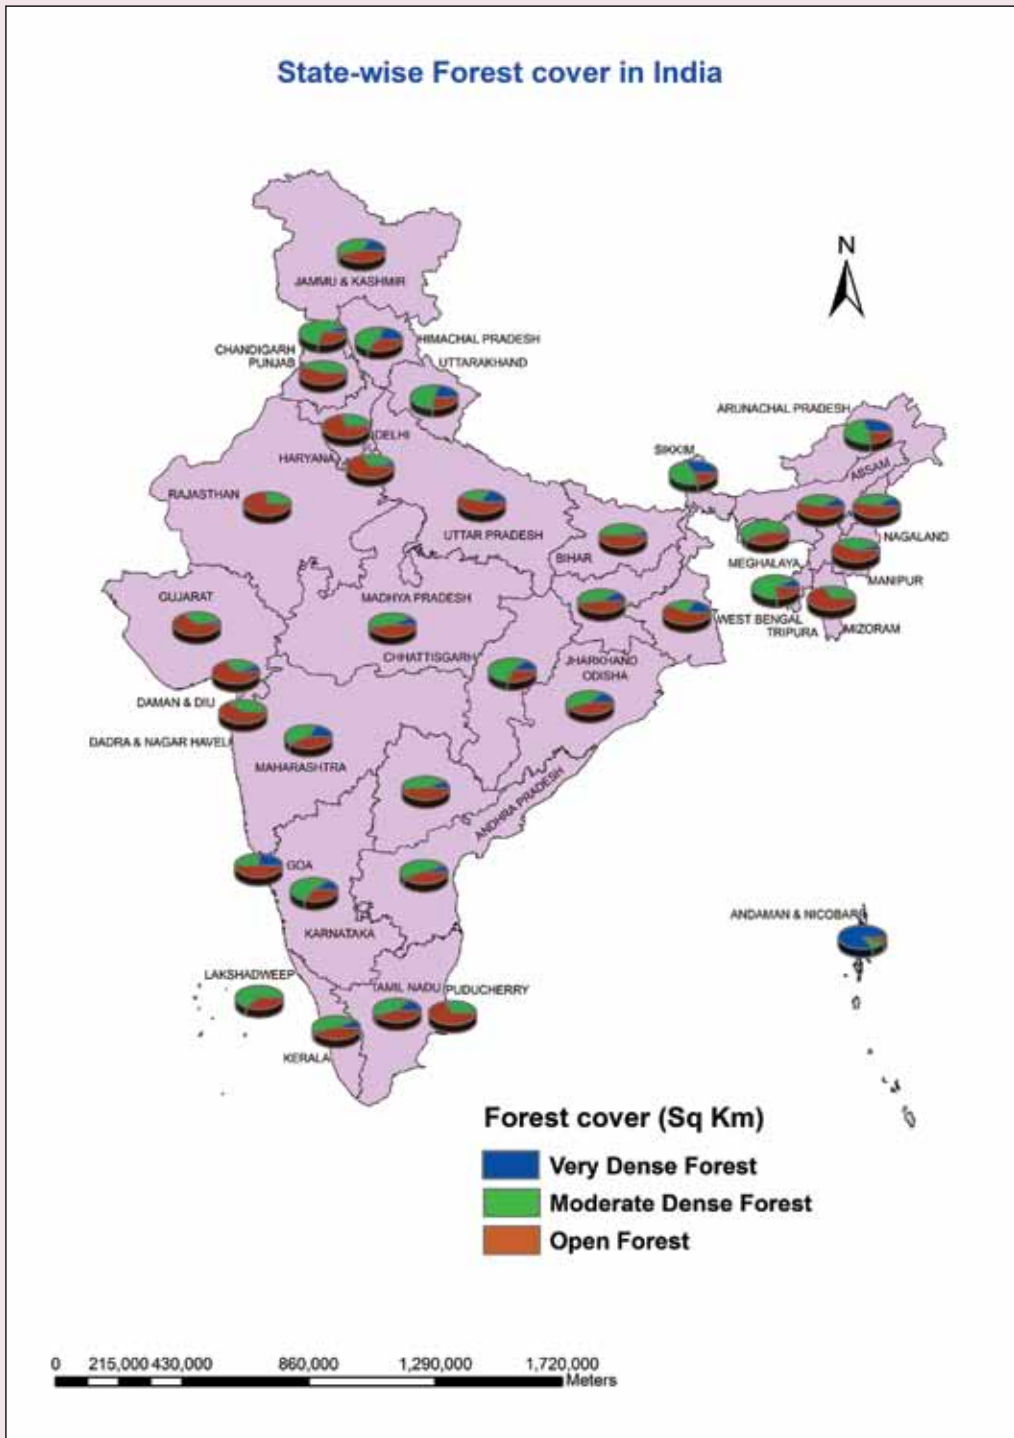 State-wise Forest cover in India
N
JAMMU & KASHMIR
HIMACHAL PRADESH
CHANDIGARH
PUNJAB
UTTARAKHAND
ARUNACHAL PRADESH
DELHI
SIKKIM
HARYANA
ASSAM
RAJASTHAN
UTTAR PRADESH
NAGALAND
BIHAR
MEGHALAYA
MANIPUR
GUJARAT
MADHYA PRADESH
WEST BENGAL
TRIPURA
MIZORAM
CHHATTISGARH
JHARKHAND
ODISHA
DAMAN & DIU
DADRA & NAGAR HAVELI
MAHARASHTRA
ANDHRA PRADESH
GOA
ANDAMAN & NICOBAR
KARNATAKA
LAKSHADWEEP
TAMIL NADU
PUDUCHERRY
KERALA
Forest cover (Sq Km)
Very Dense Forest
Moderate Dense Forest
Open Forest
0 215,000 430,000 860,000 1,290,000 1,720,000
Meters